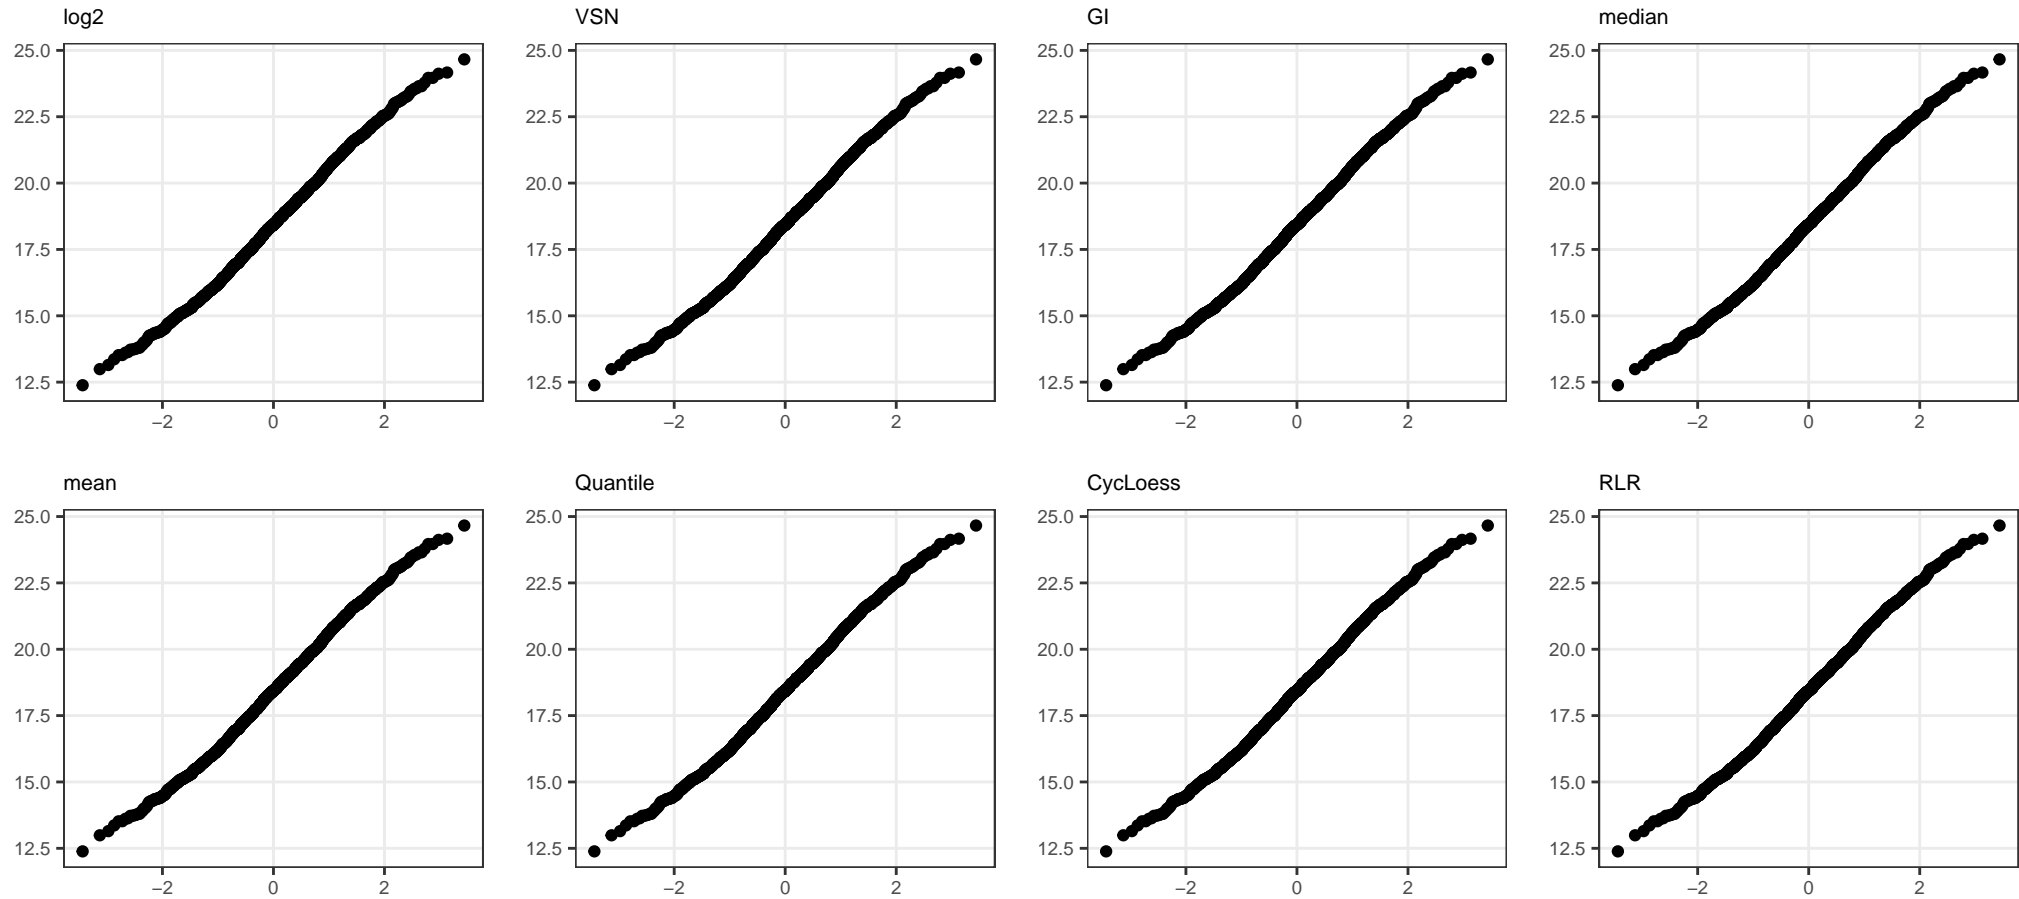 log2 VSN GI median
25.0 25.0 25.0 25.0
22.5 22.5 22.5 22.5
20.0 20.0 20.0 20.0
17.5 17.5 17.5 17.5
15.0 15.0 15.0 15.0
12.5 12.5 12.5 12.5
−2 0 2 −2 0 2 −2 0 2 −2 0 2
mean Quantile CycLoess RLR
25.0 25.0 25.0 25.0
22.5 22.5 22.5 22.5
20.0 20.0 20.0 20.0
17.5 17.5 17.5 17.5
15.0 15.0 15.0 15.0
12.5 12.5 12.5 12.5
−2 0 2 −2 0 2 −2 0 2 −2 0 2